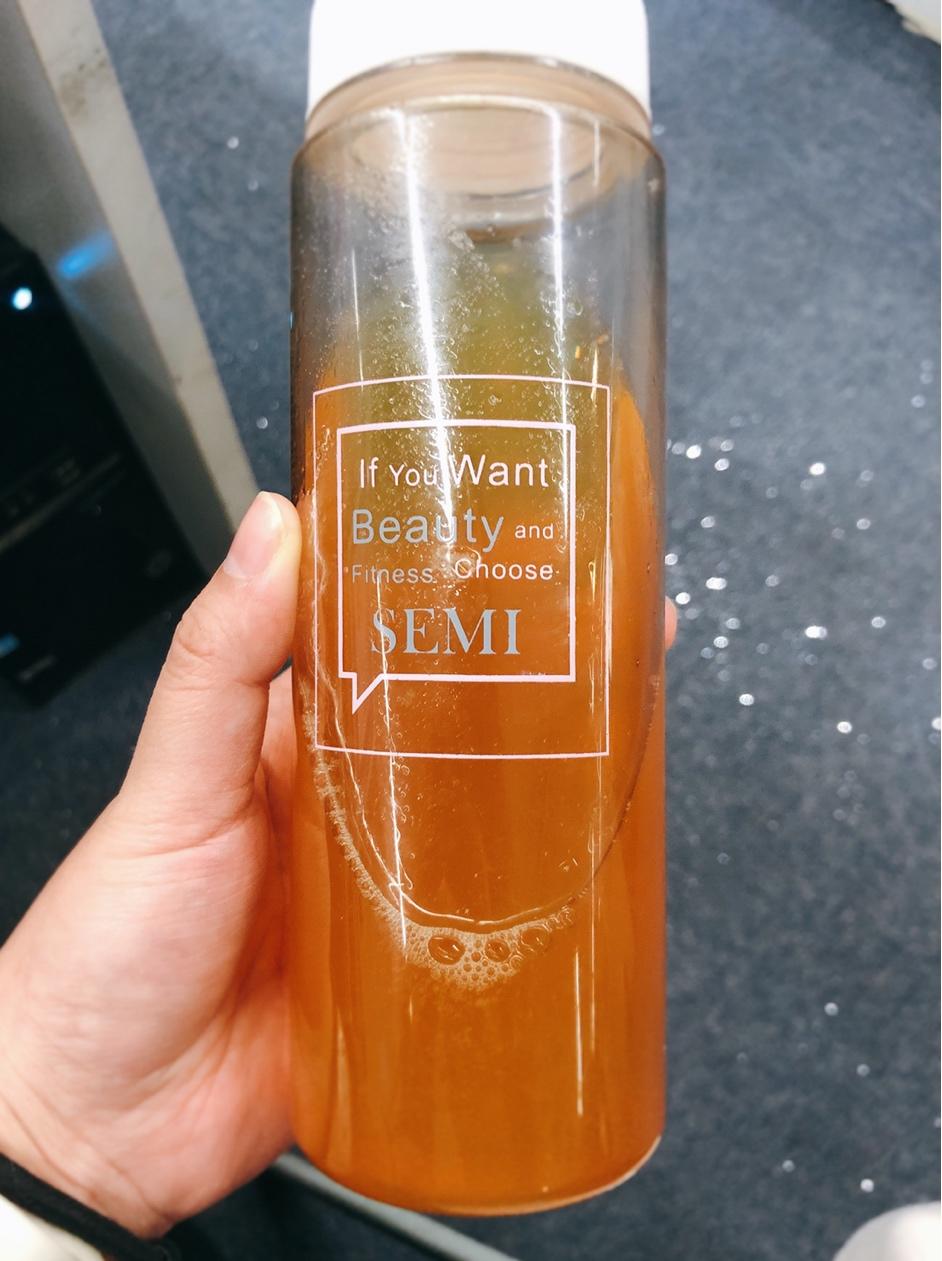 If You Want
Beauty and
Fitness. Choose
SEMI